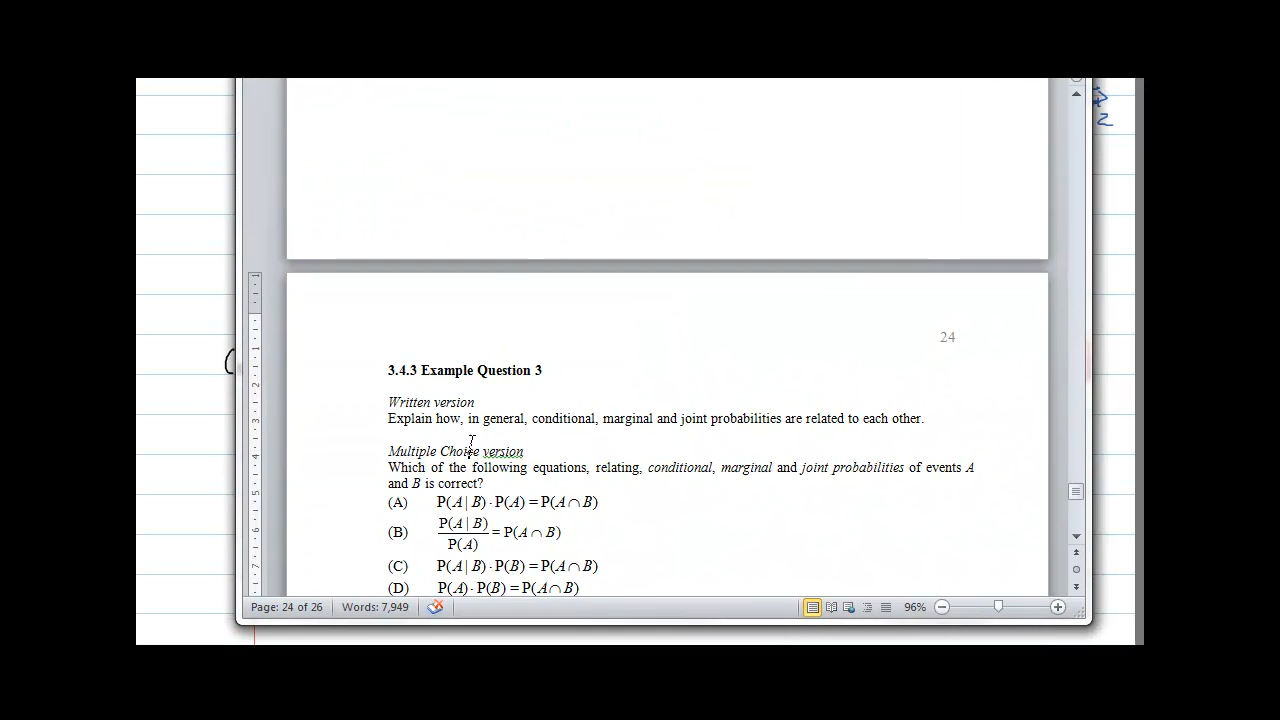 24
3.4.3 Example Question 3
Written version
Explain how, in general, conditional, marginal and joint probabilities are related to each other.
Multiple Choice version
Which of the following equations, relating, conditional, marginal and joint probabilities of events A
and B is correct?
(A) P(A | B) · P(A) = P(A ∩ B)
(B) P(A | B) / P(A) = P(A ∩ B)
(C) P(A | B) · P(B) = P(A ∩ B)
(D) P(A) · P(B) = P(A ∩ B)
Page: 24 of 26 Words: 7,949 96%